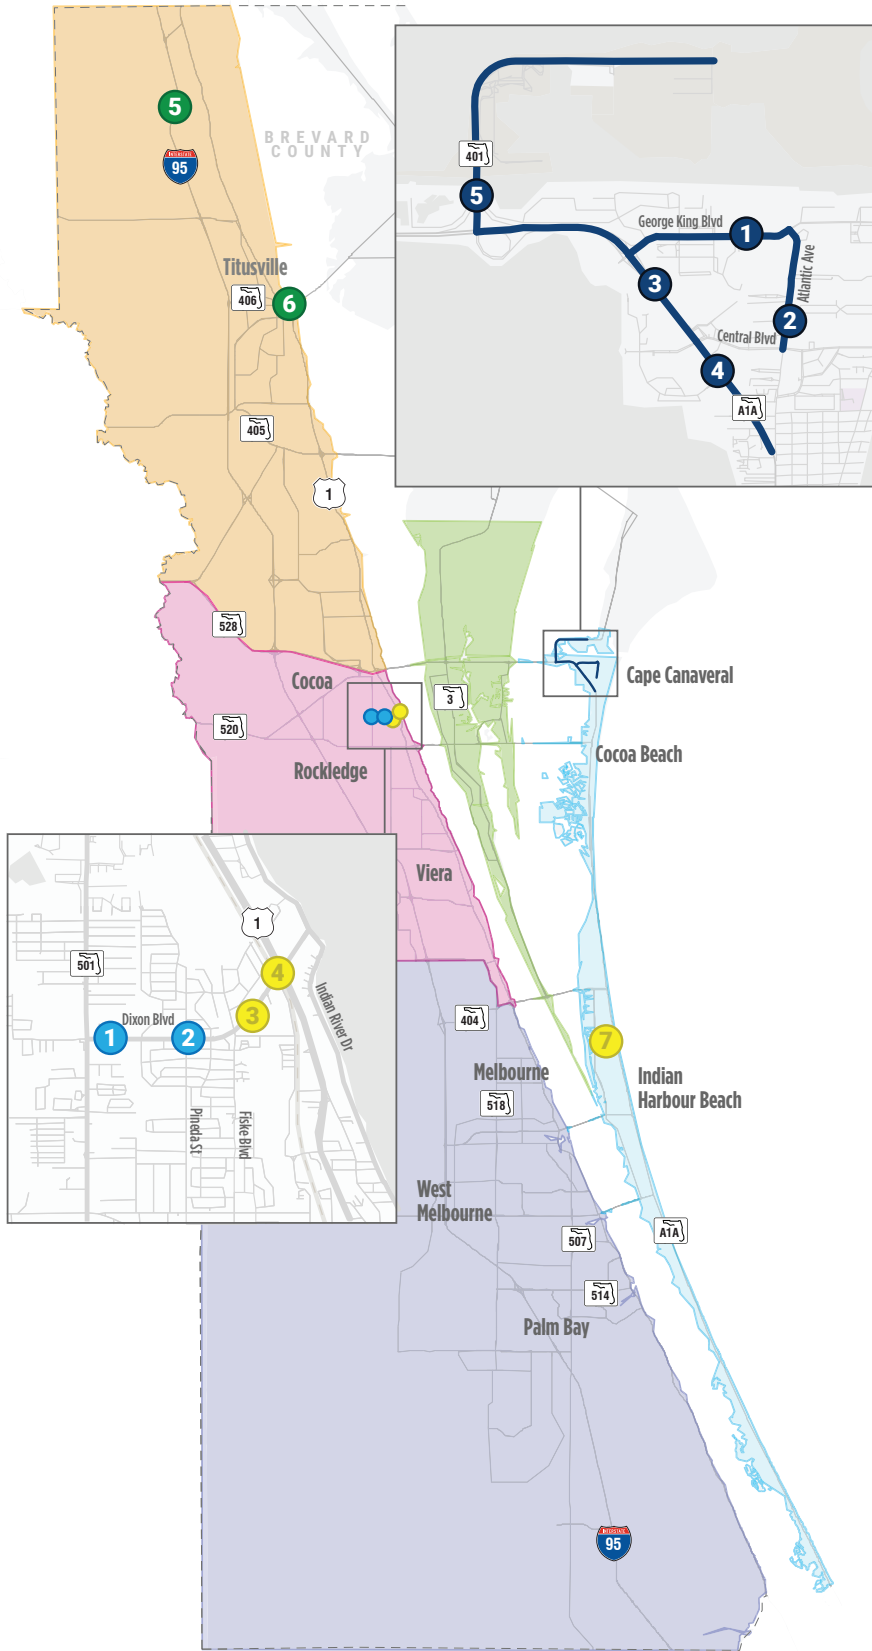 5
INTERSTATE
95
BREVARD
COUNTY
Titusville
406
6
405
1
401
5
George King Blvd
1
Atlantic Ave
3
2
Central Blvd
4
A1A
528
Cocoa
3
Cape Canaveral
520
Cocoa Beach
Rockledge
Viera
1
501
4
Indian River Dr
3
Dixon Blvd
1
2
Pineda St
Fiske Blvd
404
7
Melbourne
Indian
Harbour Beach
518
West
Melbourne
A1A
507
514
Palm Bay
INTERSTATE
95